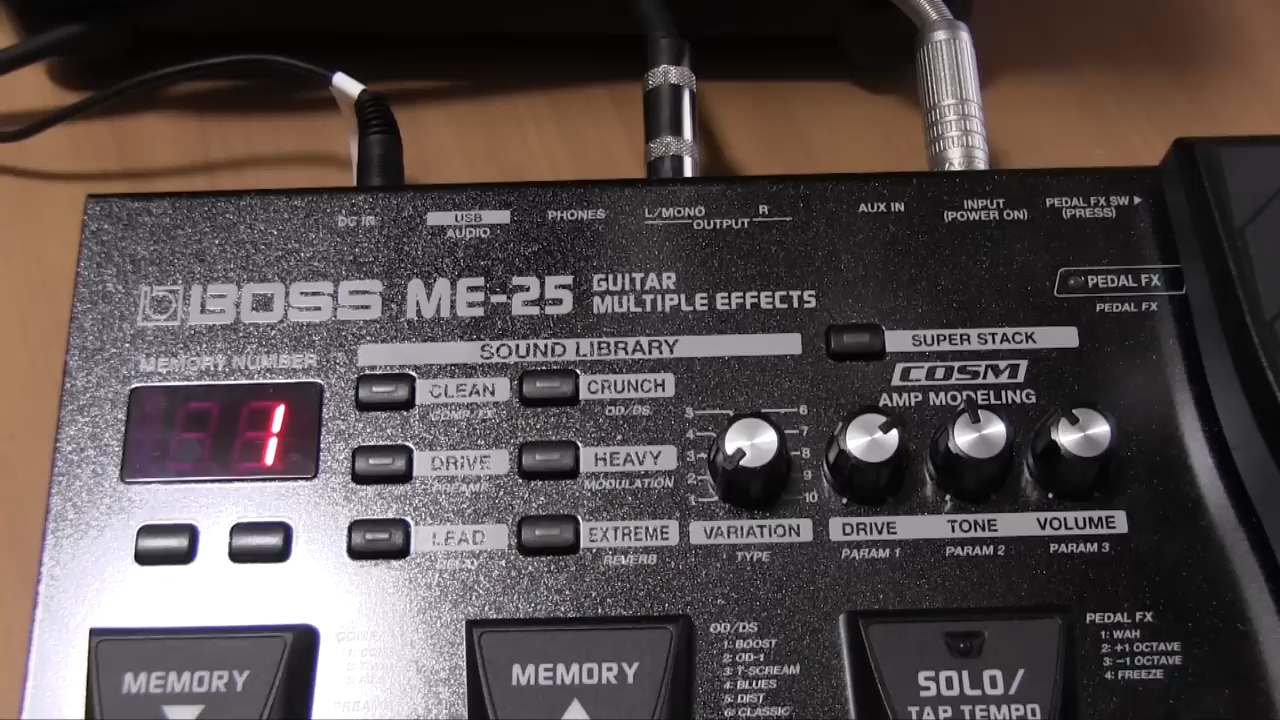 DC IN
USB
AUDIO
PHONES
L/MONO R
OUTPUT
AUX IN
INPUT
(POWER ON)
PEDAL FX SW ▶
(PRESS)
BOSS ME-25 GUITAR
MULTIPLE EFFECTS
PEDAL FX
PEDAL FX
MEMORY NUMBER
SOUND LIBRARY
SUPER STACK
COSM
AMP MODELING
1
CLEAN
CRUNCH
OD/DS
DRIVE
HEAVY
MODULATION
LEAD
EXTREME
REVERB
5 6
4 7
3 8
2 9
1 10
VARIATION
TYPE
DRIVE
PARAM 1
TONE
PARAM 2
VOLUME
PARAM 3
MEMORY
MEMORY
OD/DS
1: BOOST
2: OD-1
3: T-SCREAM
4: BLUES
5: DIST
6: CLASSIC
SOLO/
TAP TEMPO
PEDAL FX
1: WAH
2: +1 OCTAVE
3: -1 OCTAVE
4: FREEZE